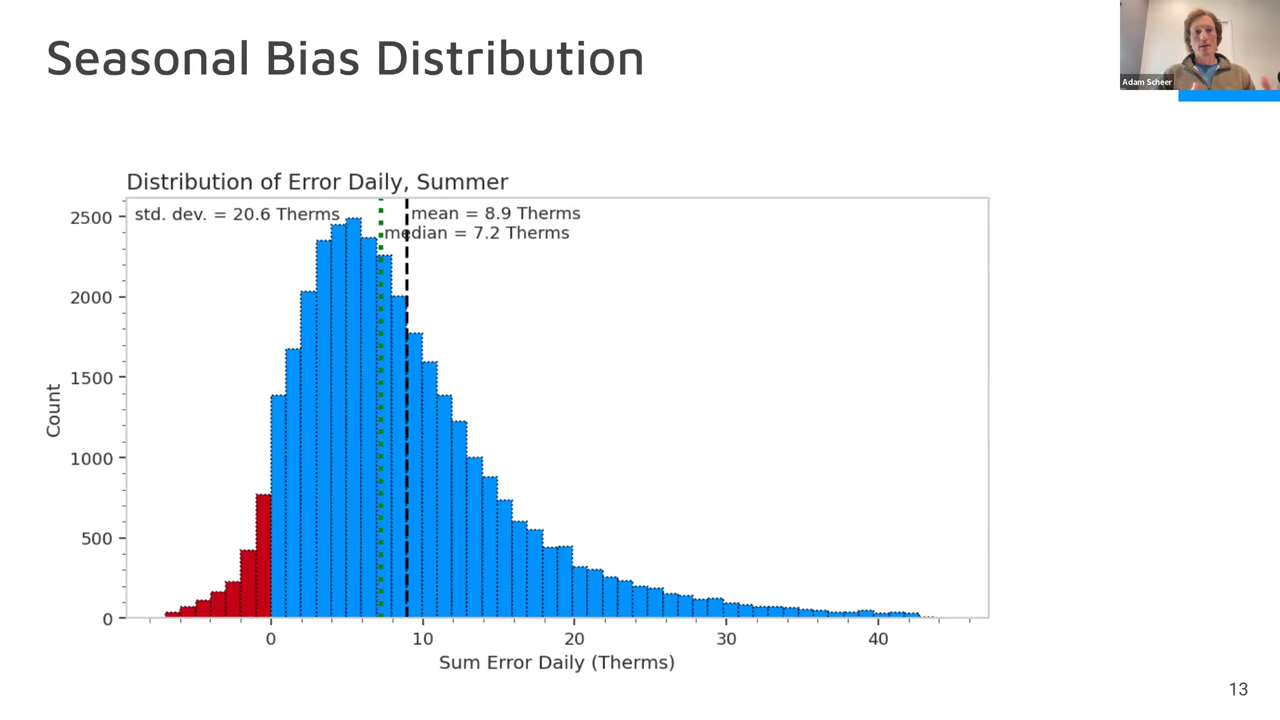 Seasonal Bias Distribution
Adam Scheer
Distribution of Error Daily, Summer
std. dev. = 20.6 Therms
mean = 8.9 Therms
median = 7.2 Therms
2500
2000
1500
1000
500
0
Count
0 10 20 30 40
Sum Error Daily (Therms)
13